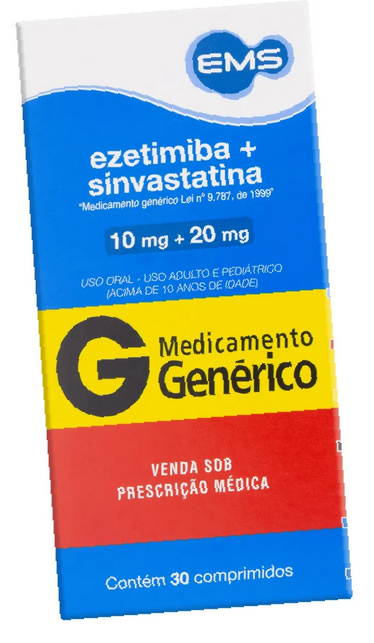 EMS
ezetimiba +
sinvastatina
"Medicamento genérico Lei nº 9.787, de 1999"
10 mg + 20 mg
USO ORAL - USO ADULTO E PEDIÁTRICO
(ACIMA DE 10 ANOS DE IDADE)
G Medicamento
Genérico
VENDA SOB
PRESCRIÇÃO MÉDICA
Contém 30 comprimidos